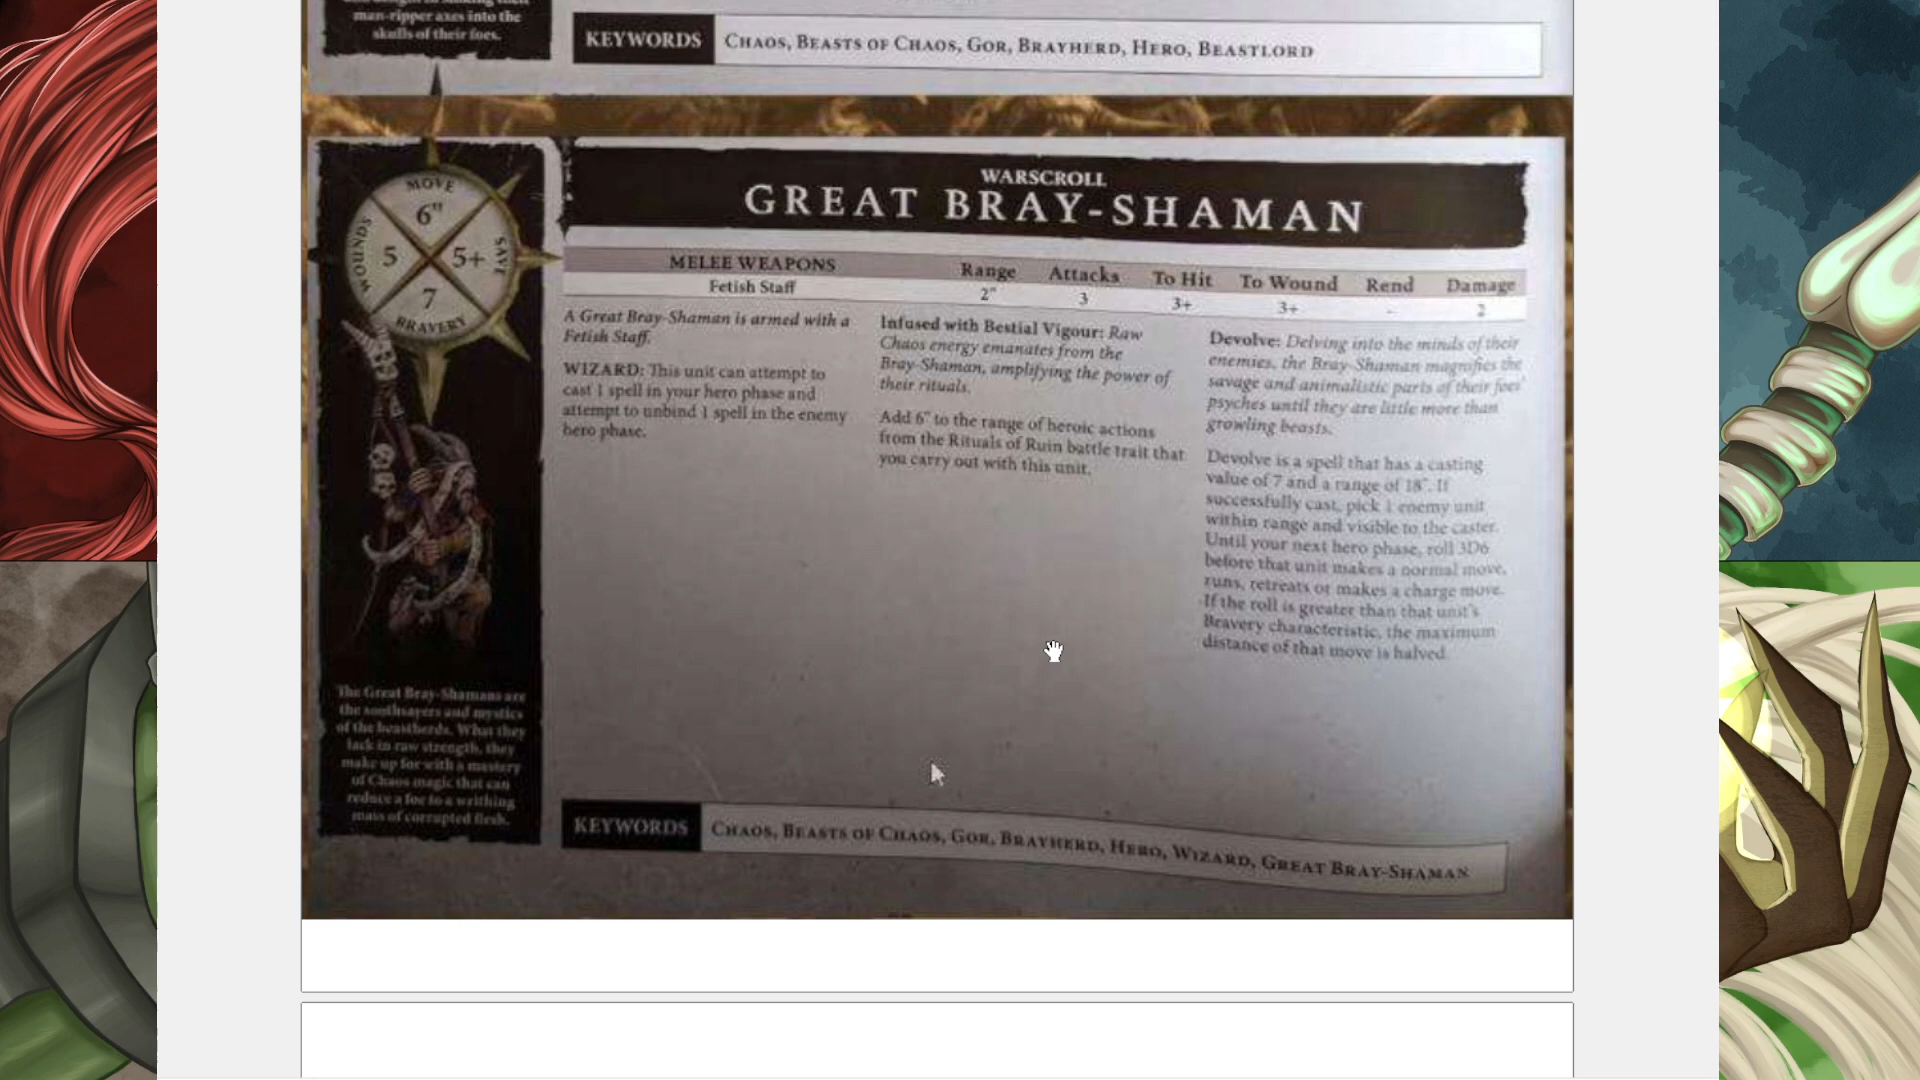 man-ripper axes into the
skulls of their foes.
KEYWORDS
CHAOS, BEASTS OF CHAOS, GOR, BRAYHERD, HERO, BEASTLORD
MOVE
6"
WOUNDS
5
5+
SAVE
7
BRAVERY
WARSCROLL
GREAT BRAY-SHAMAN
MELEE WEAPONS Range Attacks To Hit To Wound Rend Damage
Fetish Staff 2" 3 3+ 3+ - 2
A Great Bray-Shaman is armed with a
Fetish Staff.
WIZARD: This unit can attempt to
cast 1 spell in your hero phase and
attempt to unbind 1 spell in the enemy
hero phase.
Infused with Bestial Vigour: Raw
Chaos energy emanates from the
Bray-Shaman, amplifying the power of
their rituals.
Add 6" to the range of heroic actions
from the Rituals of Ruin battle trait that
you carry out with this unit.
Devolve: Delving into the minds of their
enemies, the Bray-Shaman magnifies the
savage and animalistic parts of their foes'
psyches until they are little more than
growling beasts.
Devolve is a spell that has a casting
value of 7 and a range of 18". If
successfully cast, pick 1 enemy unit
within range and visible to the caster.
Until your next hero phase, roll 3D6
before that unit makes a normal move,
runs, retreats or makes a charge move.
If the roll is greater than that unit's
Bravery characteristic, the maximum
distance of that move is halved.
The Great Bray-Shamans are
the soothsayers and mystics
of the beastherds. What they
lack in raw strength, they
make up for with a mastery
of Chaos magic that can
reduce a foe to a writhing
mass of corrupted flesh.
KEYWORDS
CHAOS, BEASTS OF CHAOS, GOR, BRAYHERD, HERO, WIZARD, GREAT BRAY-SHAMAN